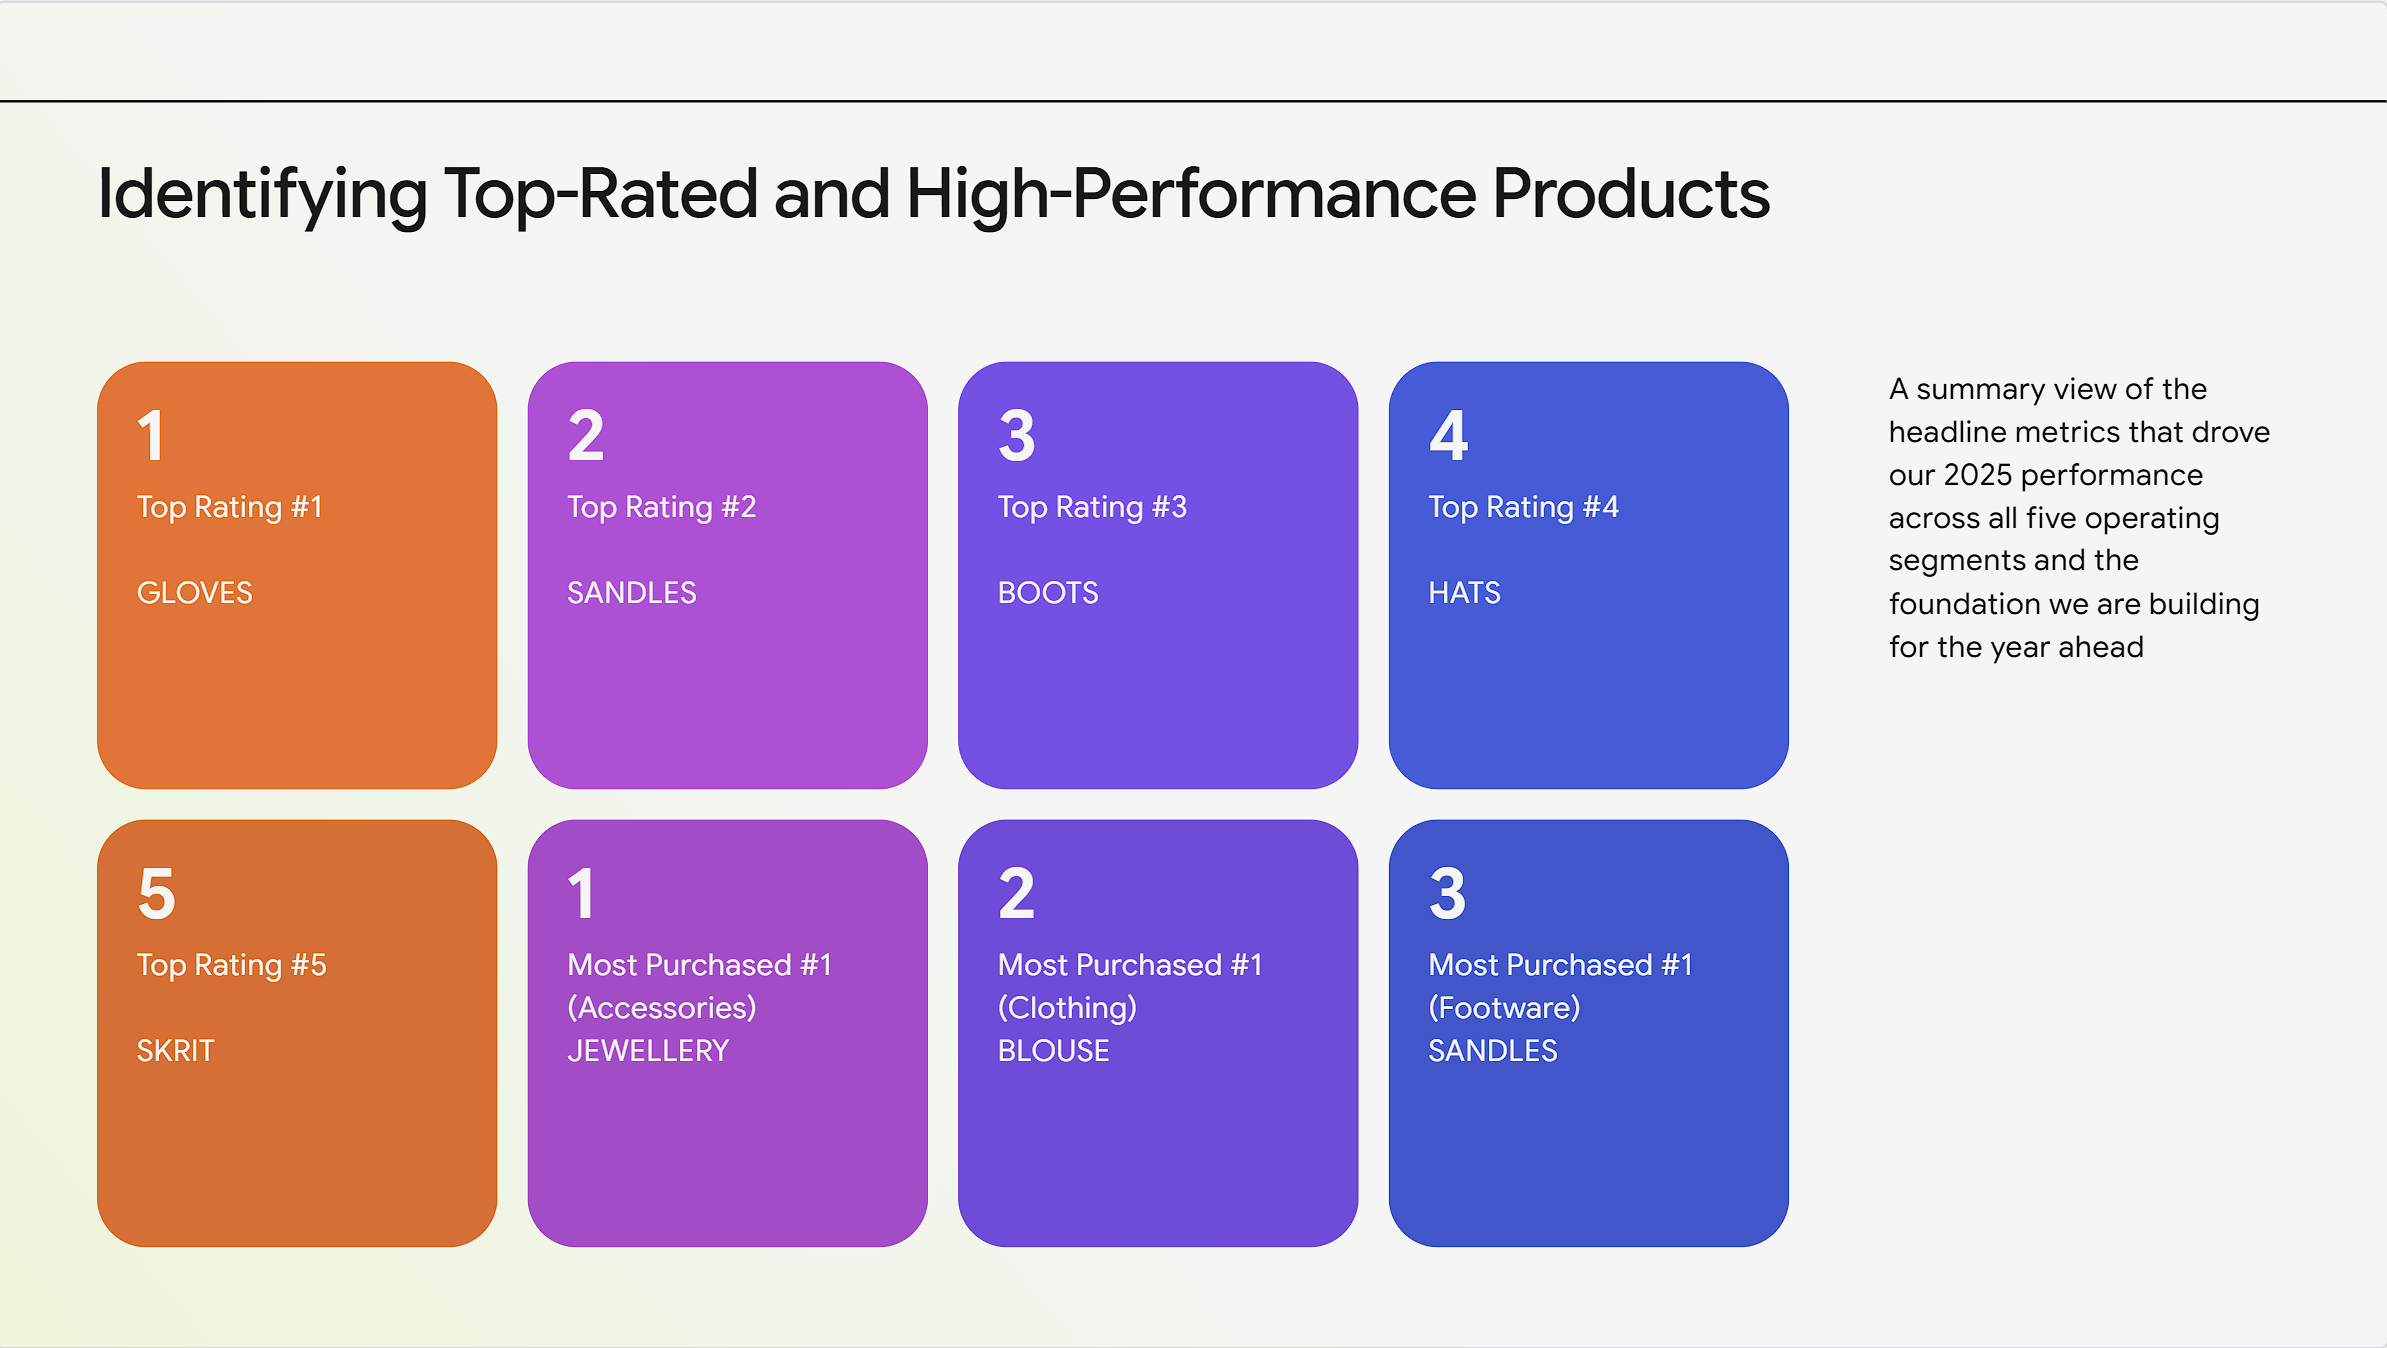 Identifying Top-Rated and High-Performance Products
1
Top Rating #1
GLOVES
2
Top Rating #2
SANDLES
3
Top Rating #3
BOOTS
4
Top Rating #4
HATS
5
Top Rating #5
SKRIT
1
Most Purchased #1
(Accessories)
JEWELLERY
2
Most Purchased #1
(Clothing)
BLOUSE
3
Most Purchased #1
(Footware)
SANDLES
A summary view of the
headline metrics that drove
our 2025 performance
across all five operating
segments and the
foundation we are building
for the year ahead